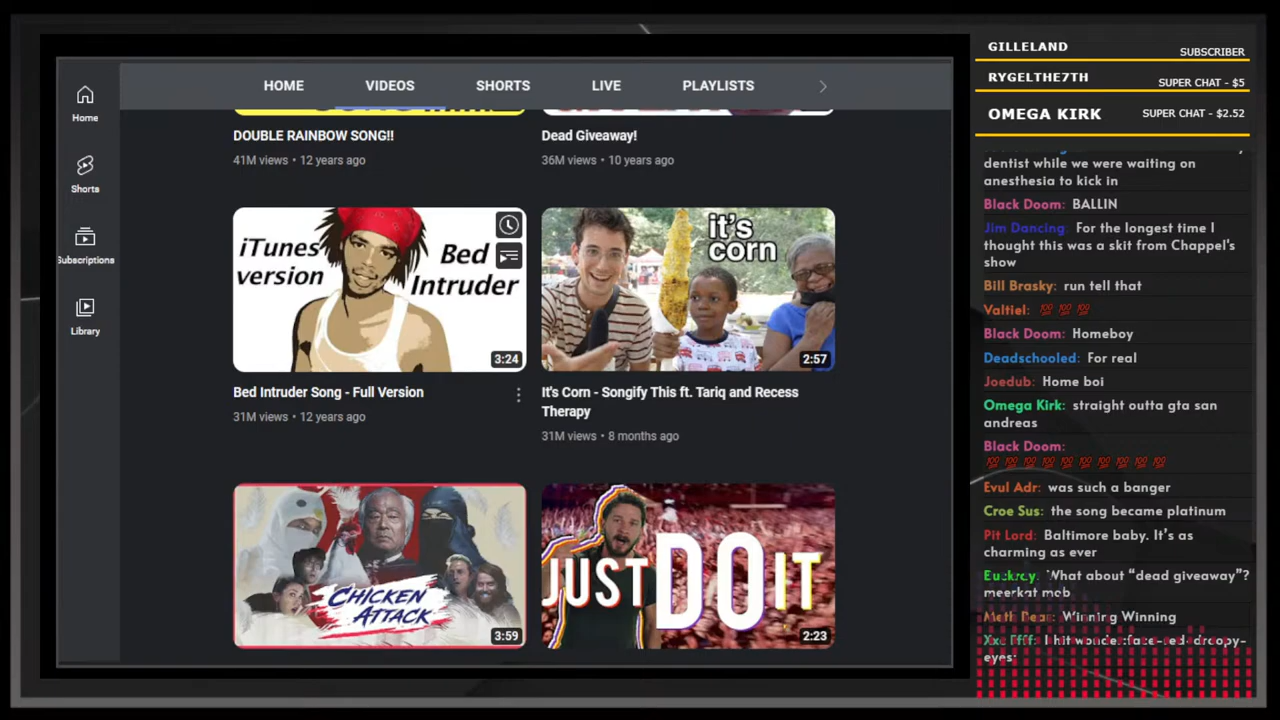 HOME
VIDEOS
SHORTS
LIVE
PLAYLISTS
Home
Shorts
Subscriptions
Library
DOUBLE RAINBOW SONG!!
41M views • 12 years ago
Dead Giveaway!
36M views • 10 years ago
iTunes
version
Bed
Intruder
3:24
Bed Intruder Song - Full Version
31M views • 12 years ago
it's
corn
2:57
It's Corn - Songify This ft. Tariq and Recess
Therapy
31M views • 8 months ago
CHICKEN
ATTACK
3:59
JUST DO IT
2:23
GILLELAND
SUBSCRIBER
RYGELTHE7TH
SUPER CHAT - $5
OMEGA KIRK
SUPER CHAT - $2.52
dentist while we were waiting on
anesthesia to kick in
Black Doom: BALLIN
Jim Dancing: For the longest time I
thought this was a skit from Chappel's
show
Bill Brasky: run tell that
Valtiel: 💯 💯 💯
Black Doom: Homeboy
Deadschooled: For real
Joedub: Home boi
Omega Kirk: straight outta gta san
andreas
Black Doom:
💯 💯 💯 💯 💯 💯 💯 💯 💯 💯
Evul Adr: was such a banger
Croe Sus: the song became platinum
Pit Lord: Baltimore baby. It's as
charming as ever
What about “dead giveaway”?
meerkat mob
Meth Bear: Winning Winning
eyes: